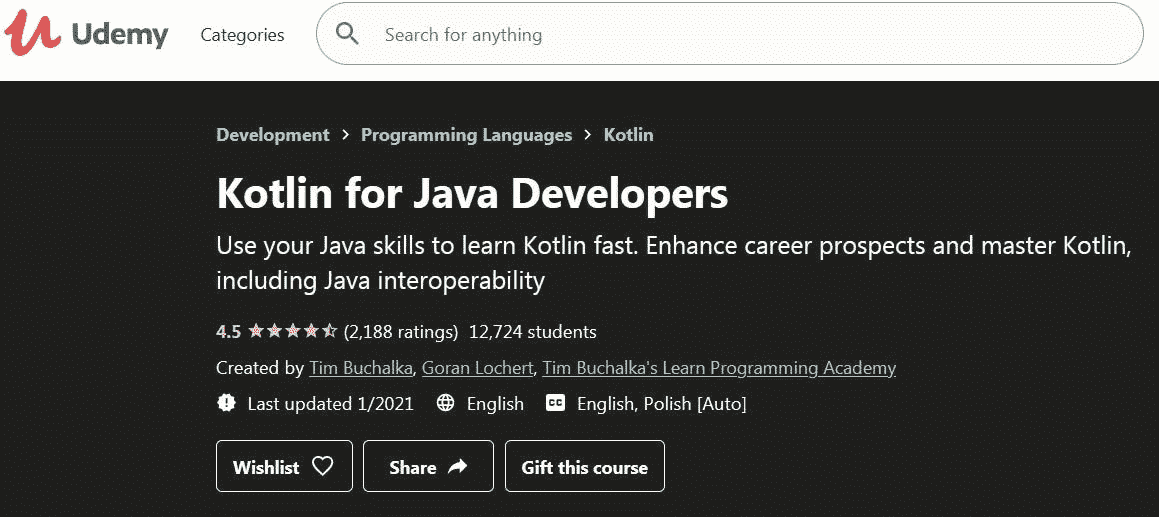 Udemy Categories Search for anything
Development > Programming Languages > Kotlin
Kotlin for Java Developers
Use your Java skills to learn Kotlin fast. Enhance career prospects and master Kotlin,
including Java interoperability
4.5 (2,188 ratings) 12,724 students
Created by Tim Buchalka, Goran Lochert, Tim Buchalka's Learn Programming Academy
Last updated 1/2021 English CC English, Polish [Auto]
Wishlist Share Gift this course